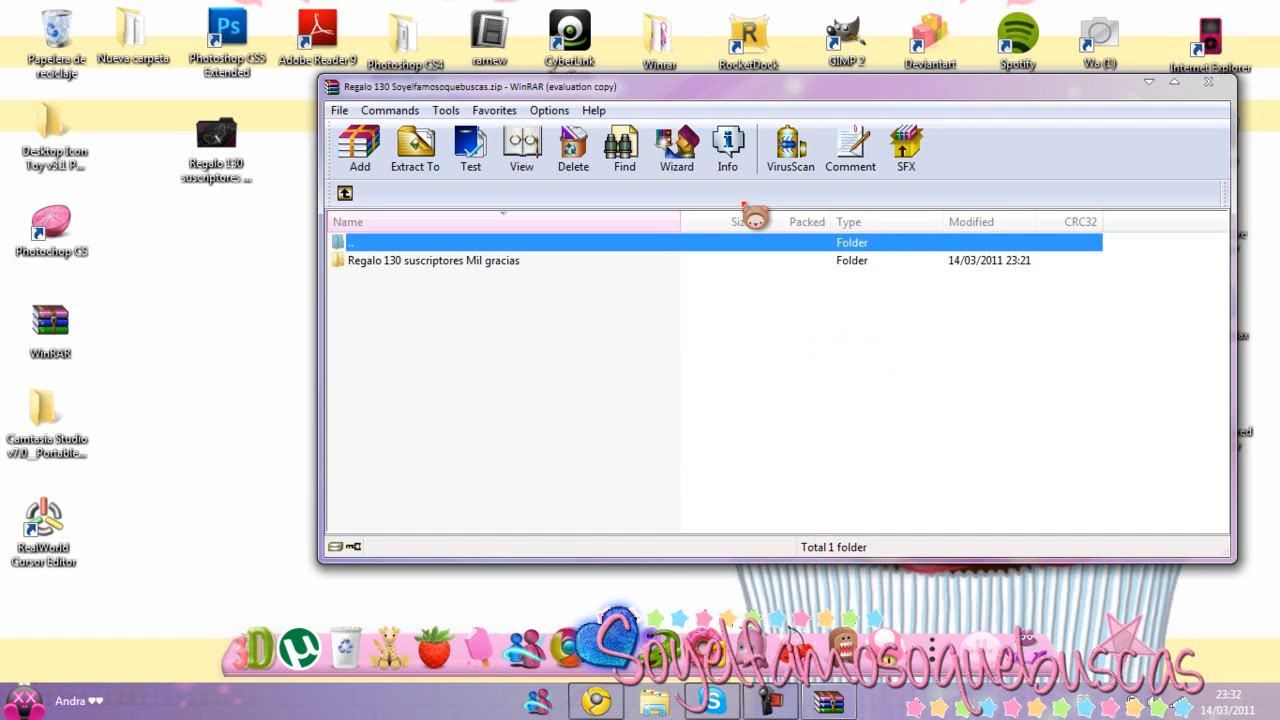 Papelera de
reciclaje
Nueva carpeta
Photoshop CS5
Extended
Adobe Reader 9
Photoshop CS4
rarnew
CyberLink
Winrar
RocketDock
GIMP 2
Deviantart
Spotify
Wa (1)
Internet Explorer
Desktop Icon
Toy v3.1 P...
Regalo 130
suscriptores ...
Photochop CS
WinRAR
Camtasia Studio
v7.0__Portable...
RealWorld
Cursor Editor
Regalo 130 Soyelfamosoquebuscas.zip - WinRAR (evaluation copy)
File Commands Tools Favorites Options Help
Add Extract To Test View Delete Find Wizard Info VirusScan Comment SFX
Name Packed Type Modified CRC32
.. Folder
Regalo 130 suscriptores Mil gracias Folder 14/03/2011 23:21
Total 1 folder
3D
Soyelfamosoquebuscas
Andra ♥♥
23:32
14/03/2011